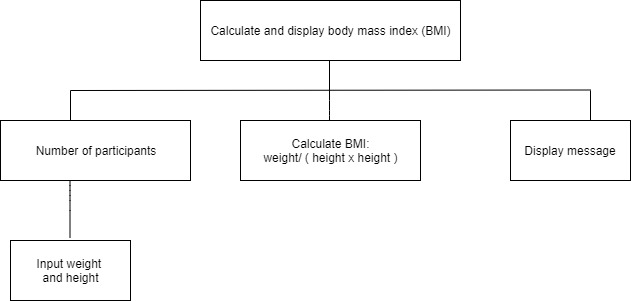 Calculate and display body mass index (BMI)
Number of participants
Calculate BMI:
weight/ ( height x height )
Display message
Input weight
and height